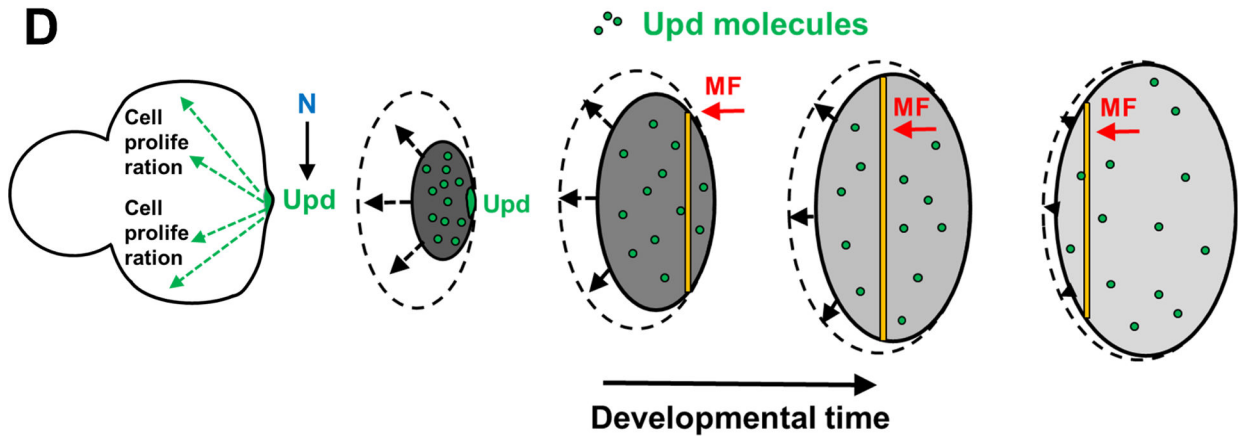 D
Upd molecules
Cell
prolife
ration
Cell
prolife
ration
N
Upd
Upd
MF
MF
MF
Developmental time